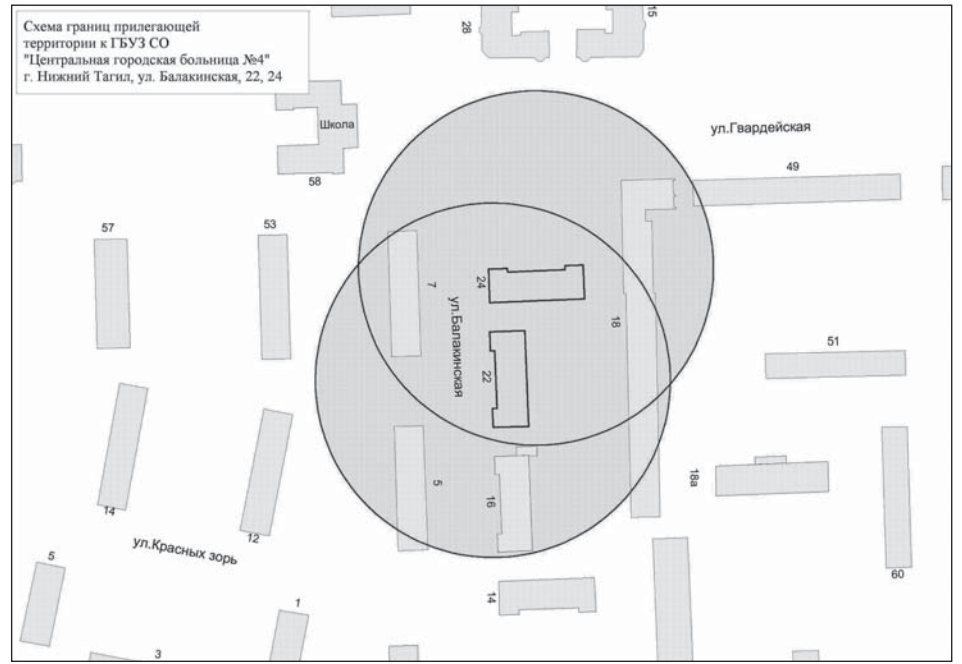 Схема границ прилегающей
территории к ГБУЗ СО
"Центральная городская больница №4"
г. Нижний Тагил, ул. Балакинская, 22, 24
28
15
Школа
58
ул.Гвардейская
49
57
53
7
24
ул.Балакинская
22
18
51
14
12
5
16
18а
60
ул.Красных зорь
5
1
3
14